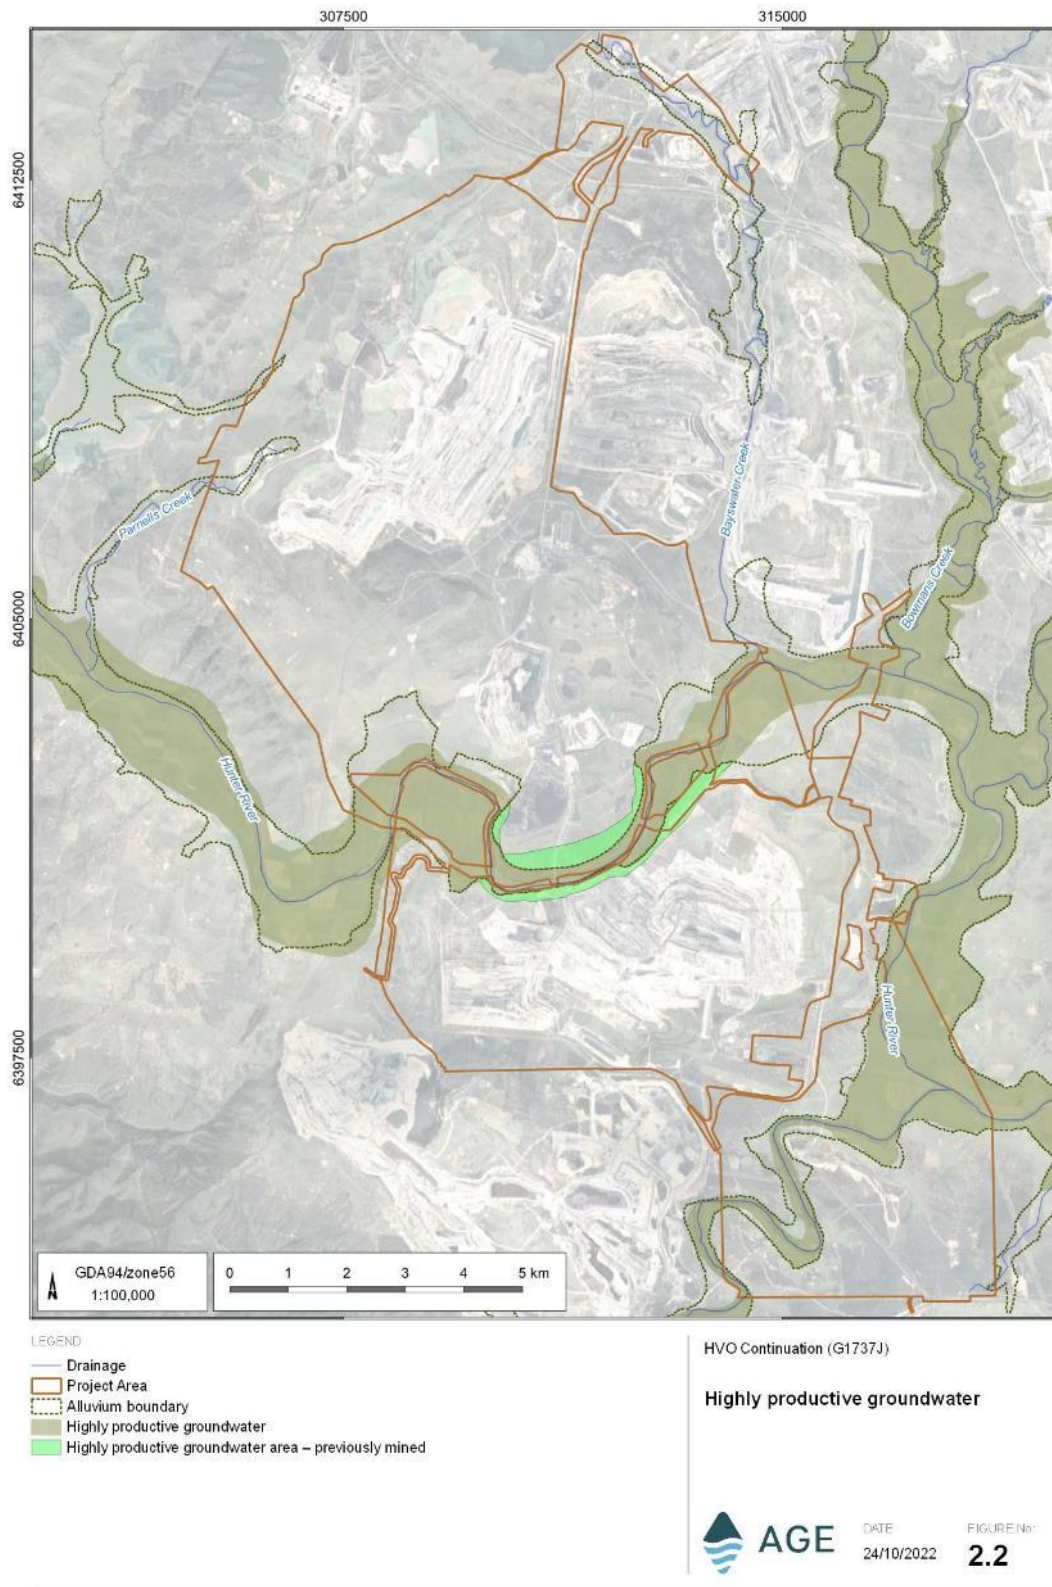 307500
315000
6412500
6405000
6397500
Parnells Creek
Bayswater Creek
Bowmans Creek
Hunter River
Hunter River
GDA94/zone56
1:100,000
0 1 2 3 4 5 km
LEGEND
Drainage
Project Area
Alluvium boundary
Highly productive groundwater
Highly productive groundwater area – previously mined
HVO Continuation (G1737J)
Highly productive groundwater
AGE
DATE
24/10/2022
FIGURE No:
2.2